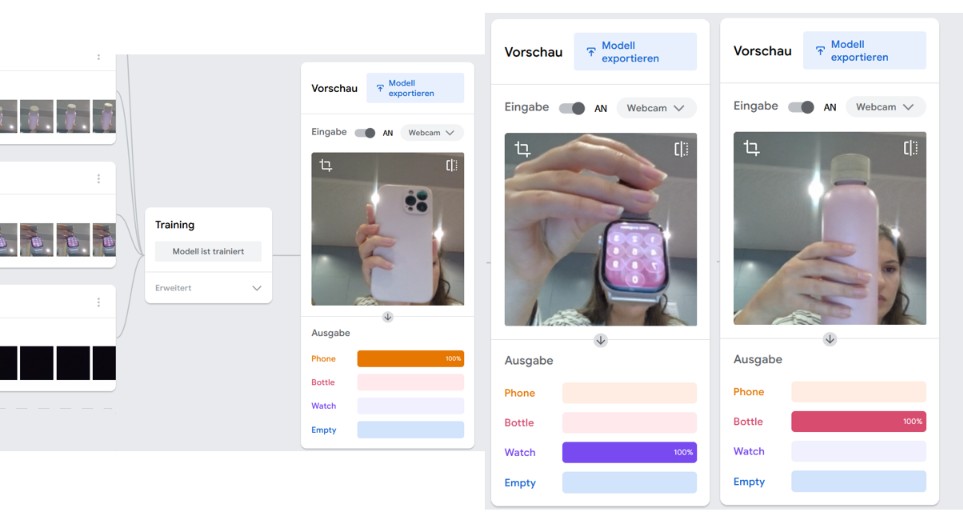 Training
Modell ist trainiert
Erweitert
Vorschau
Modell
exportieren
Eingabe
AN
Webcam
Ausgabe
Phone
100%
Bottle
Watch
Empty
Vorschau
Modell
exportieren
Eingabe
AN
Webcam
Ausgabe
Phone
Bottle
Watch
100%
Empty
Vorschau
Modell
exportieren
Eingabe
AN
Webcam
Ausgabe
Phone
Bottle
100%
Watch
Empty